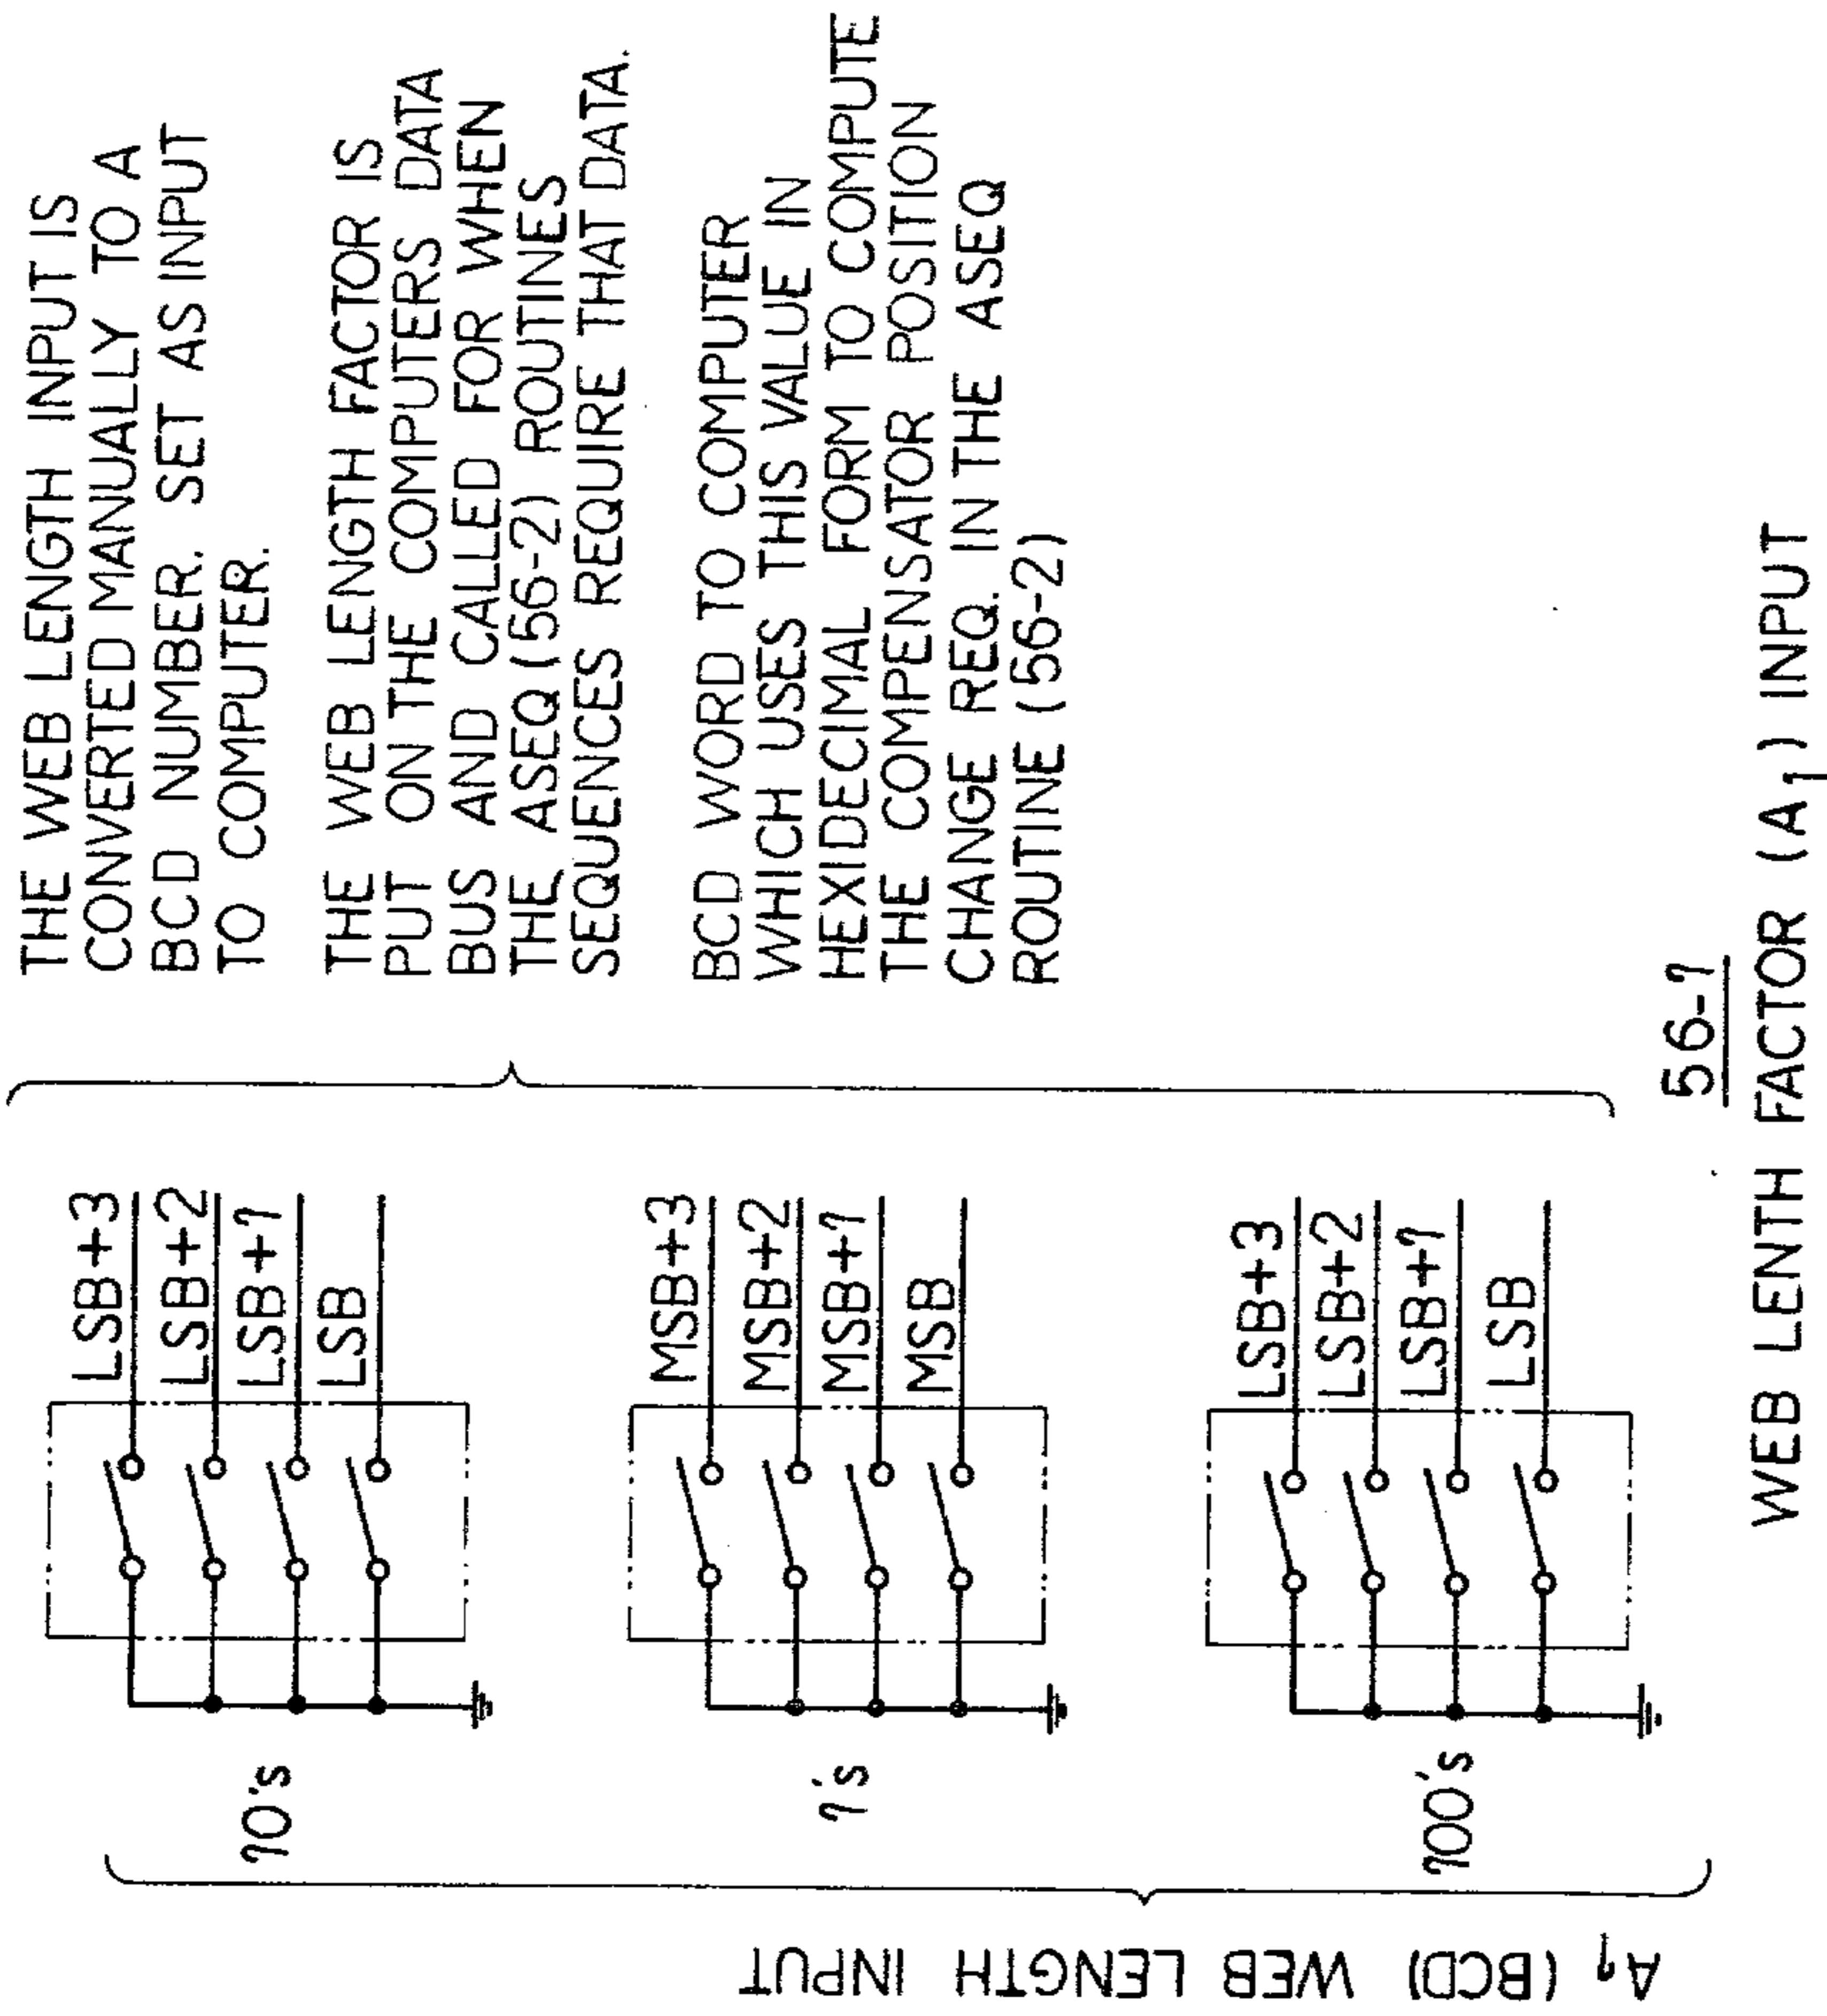 A1 (BCD) WEB LENGTH INPUT
10's
LSB+3
LSB+2
LSB+1
LSB
1's
MSB+3
MSB+2
MSB+1
MSB
100's
LSB+3
LSB+2
LSB+1
LSB
THE WEB LENGTH INPUT IS
CONVERTED MANUALLY TO A
BCD NUMBER. SET AS INPUT
TO COMPUTER.
THE WEB LENGTH FACTOR IS
PUT ON THE COMPUTERS DATA
BUS AND CALLED FOR WHEN
THE ASEQ (56-2) ROUTINES
SEQUENCES REQUIRE THAT DATA.
BCD WORD TO COMPUTER
WHICH USES THIS VALUE IN
HEXIDECIMAL FORM TO COMPUTE
THE COMPENSATOR POSITION
CHANGE REQ. IN THE ASEQ
ROUTINE (56-2)
56-1
WEB LENTH FACTOR (A1) INPUT